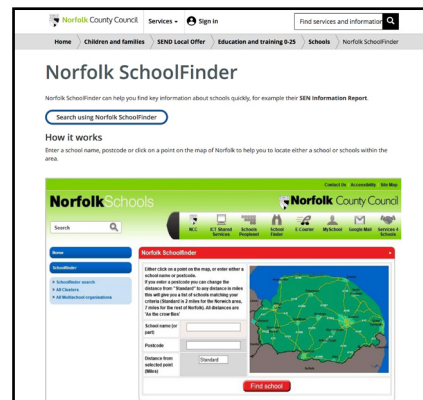 Norfolk County Council Services Sign in Find services and information
Home Children and families SEND Local Offer Education and training 0-25 Schools Norfolk SchoolFinder
Norfolk SchoolFinder
Norfolk SchoolFinder can help you find key information about schools quickly, for example their SEN Information Report.
Search using Norfolk SchoolFinder
How it works
Enter a school name, postcode or click on a point on the map of Norfolk to help you to locate either a school or schools within the
area.
Contact Us Accessibility Site Map
NorfolkSchools Norfolk County Council
Search
NCC ICT Shared Services Schools Peoplenet School Finder E-Courier MySchool Google Mail Services 4 Schools
Home
Schoolfinder
Schoolfinder search
All Clusters
All Multischool organisations
Norfolk Schoolfinder
Either click on a point on the map, or enter either a
school name or postcode.
If you enter a postcode you can change the
distance from "Standard" to any distance in miles
this will give you a list of schools matching your
criteria (Standard is 2 miles for the Norwich area,
7 miles for the rest of Norfolk). All distances are
'As the crow flies'
School name (or
part)
Postcode
Distance from
selected point
(Miles)
Standard
Find school